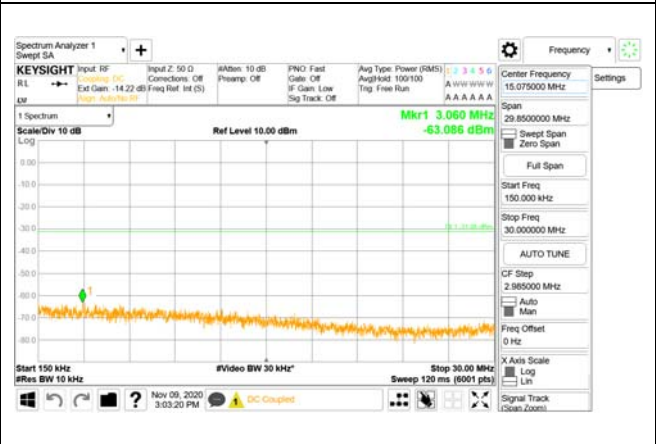 Spectrum Analyzer 1
Swept SA
Frequency
KEYSIGHT
RL
Input: RF
Coupling: DC
Ext Gain: -14.22 dB
Align: Auto/No RF
Input Z: 50 Ω
Corrections: Off
Freq Ref: Int (S)
#Atten: 10 dB
Preamp: Off
PNO: Fast
Gate: Off
IF Gain: Low
Sig Track: Off
Avg Type: Power (RMS)
Avg|Hold: 100/100
Trig: Free Run
1 2 3 4 5 6
A W W W W W
A A A A A A
1 Spectrum
Scale/Div 10 dB
Log
Ref Level 10.00 dBm
Mkr1 3.060 MHz
-63.086 dBm
0.00
-10.0
-20.0
-30.0
-40.0
-50.0
-60.0
-70.0
-80.0
1
Start 150 kHz
#Res BW 10 kHz
#Video BW 30 kHz*
Stop 30.00 MHz
Sweep 120 ms (6001 pts)
Nov 09, 2020
3:03:20 PM
DC Coupled
Center Frequency
15.075000 MHz
Settings
Span
29.8500000 MHz
Swept Span
Zero Span
Full Span
Start Freq
150.000 kHz
Stop Freq
30.000000 MHz
AUTO TUNE
CF Step
2.985000 MHz
Auto
Man
Freq Offset
0 Hz
X Axis Scale
Log
Lin
Signal Track
(Span Zoom)